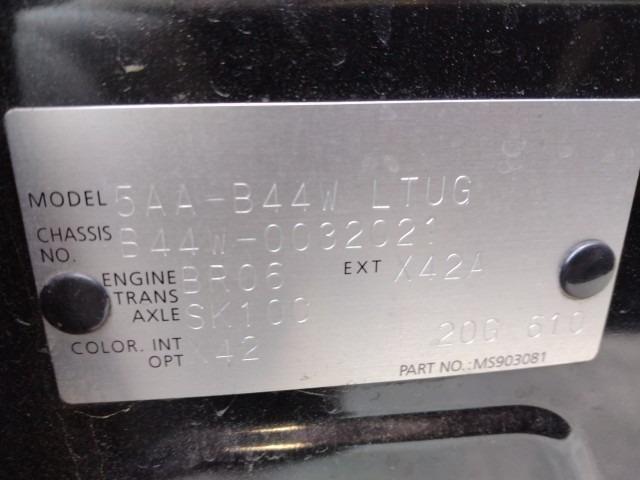 MODEL 5AA-B44W LTUG
CHASSIS NO. B44W-0032021
ENGINE BR06 EXT X42A
TRANS AXLE SK10C
COLOR. INT X42 20G 610
OPT
PART NO.:MS903081